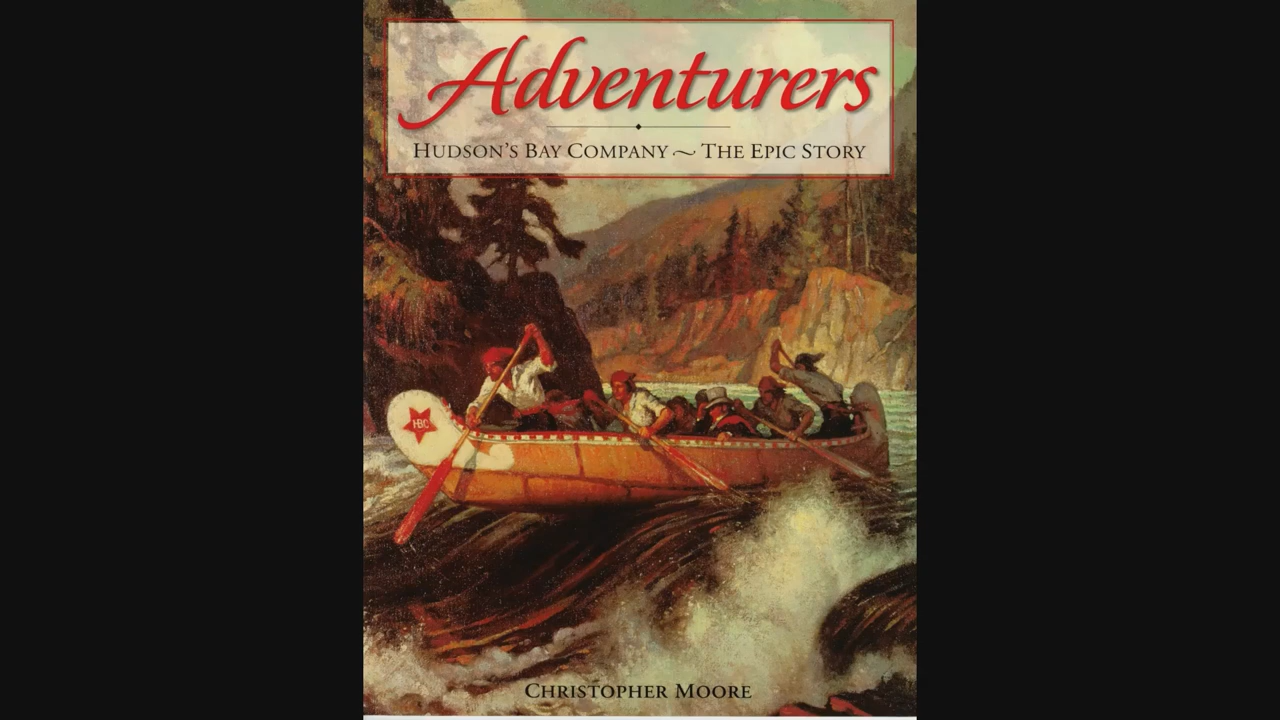 Adventurers
HUDSON'S BAY COMPANY ~ THE EPIC STORY
HBC
CHRISTOPHER MOORE